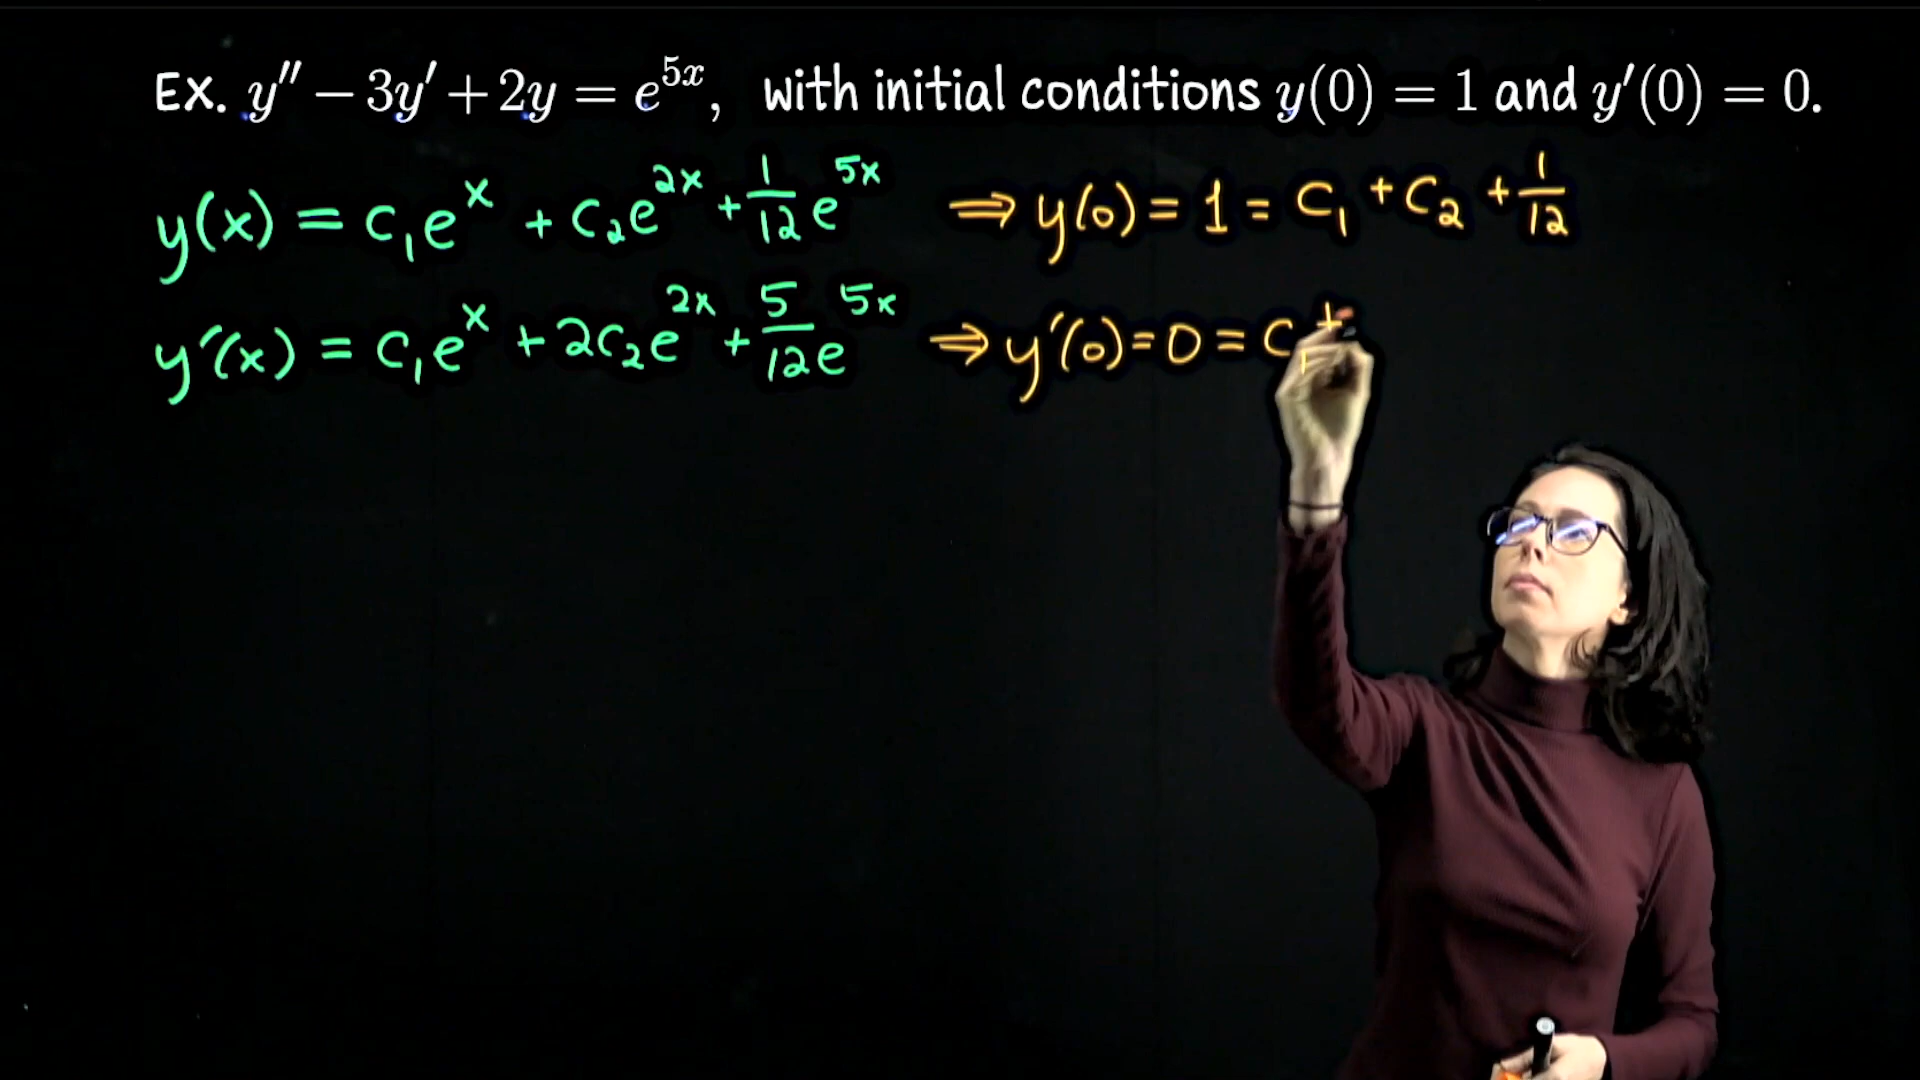 EX. y'' − 3y' + 2y = e^{5x}, with initial conditions y(0) = 1 and y'(0) = 0.
y(x) = c₁e^x + c₂e^{2x} + 1/12 e^{5x} ⇒ y(0) = 1 = c₁ + c₂ + 1/12
y'(x) = c₁e^x + 2c₂e^{2x} + 5/12 e^{5x} ⇒ y'(0) = 0 = c₁ +